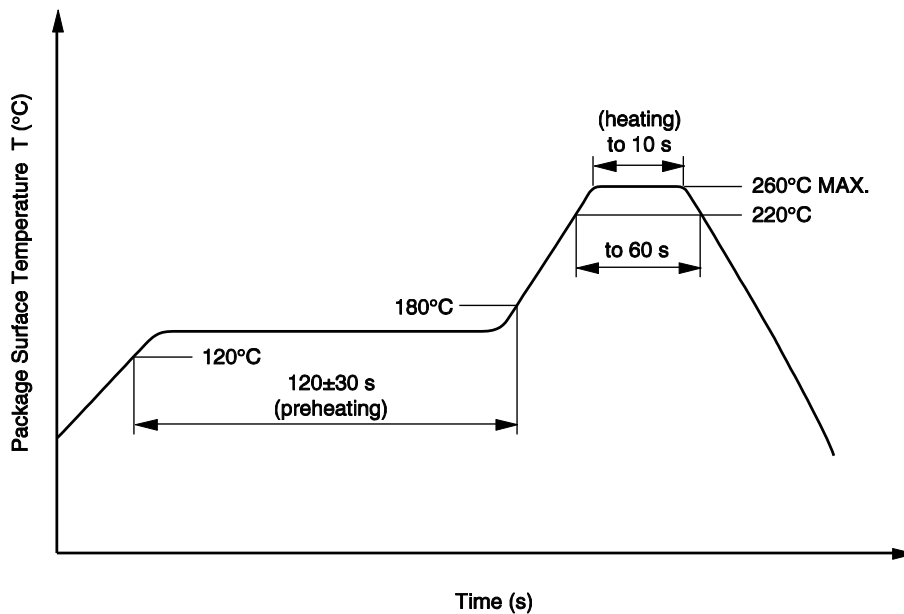 Package Surface Temperature T (°C)
(heating)
to 10 s
260°C MAX.
220°C
to 60 s
180°C
120°C
120±30 s
(preheating)
Time (s)